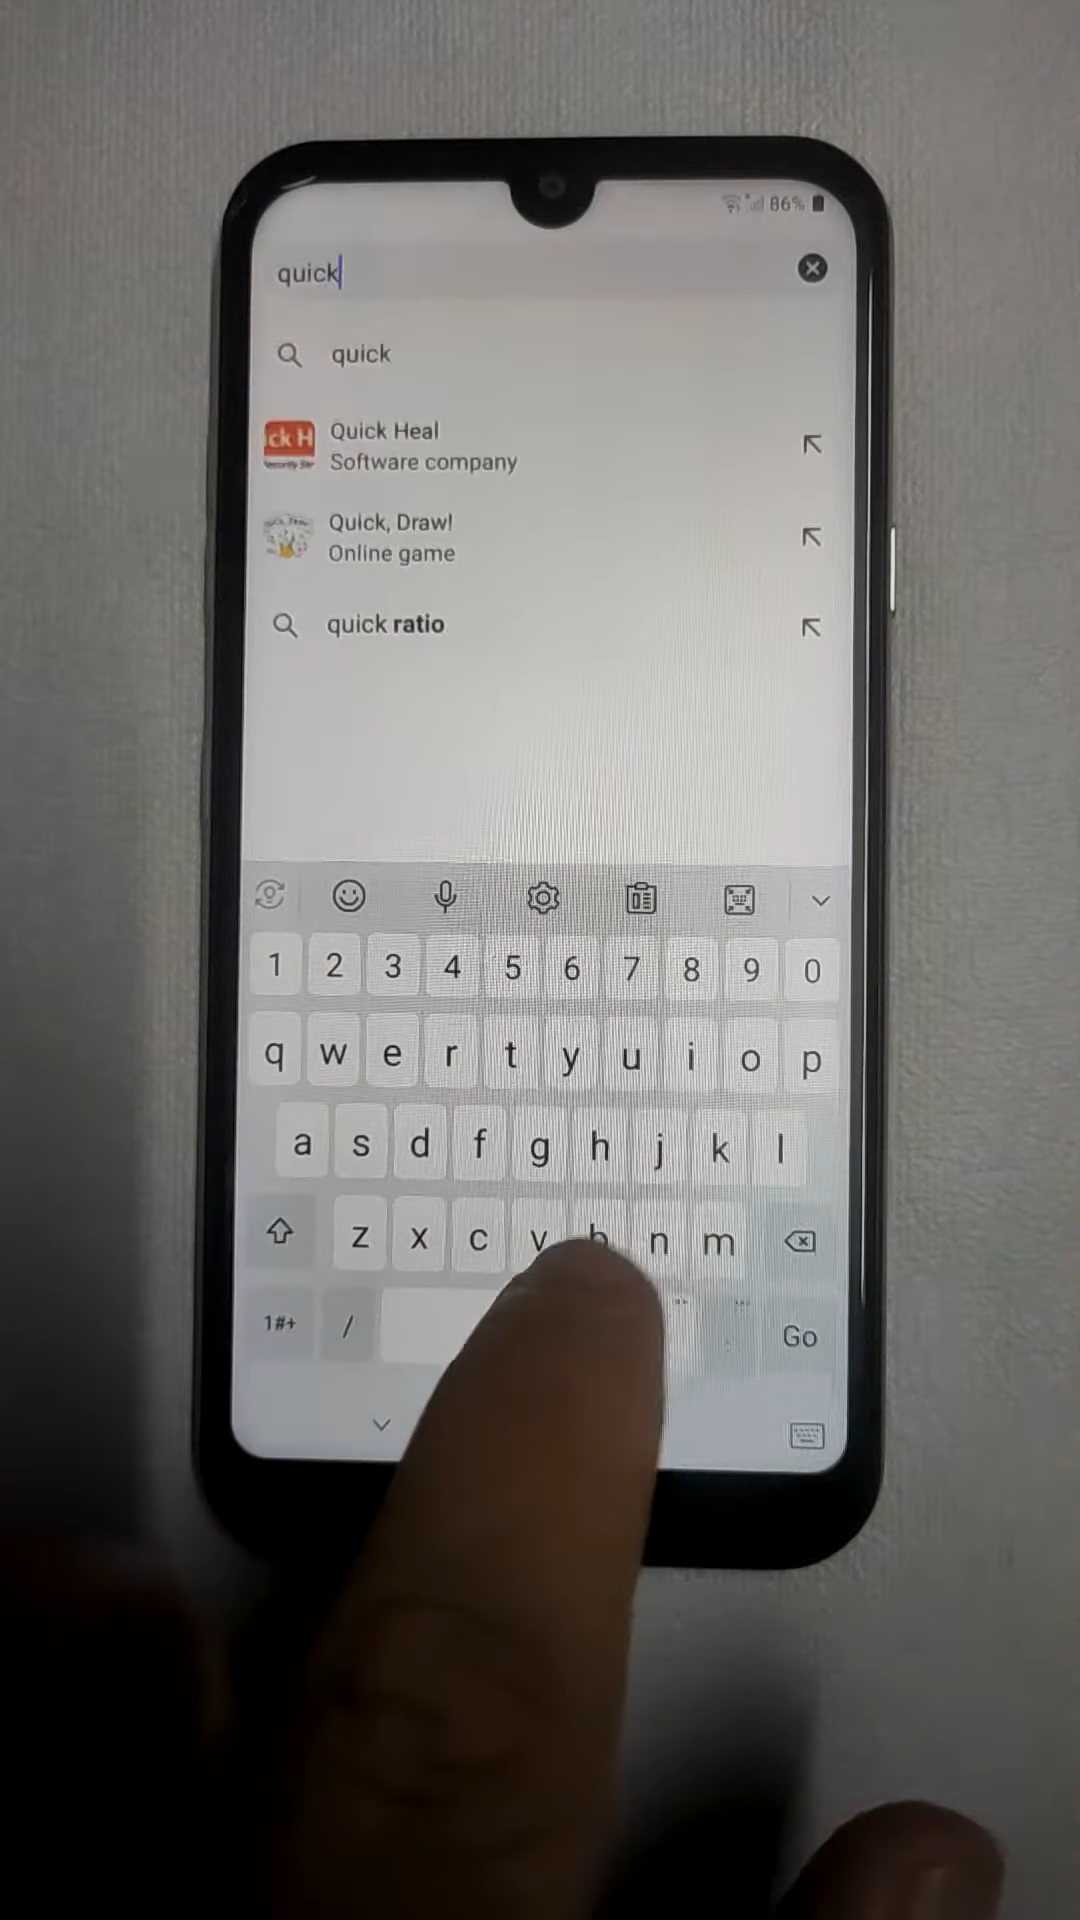 86%
quick
quick
ck H
Quick Heal
Software company
Quick, Draw!
Online game
quick ratio
1 2 3 4 5 6 7 8 9 0
q w e r t y u i o p
a s d f g h j k l
z x c v b n m
1#+ / Go